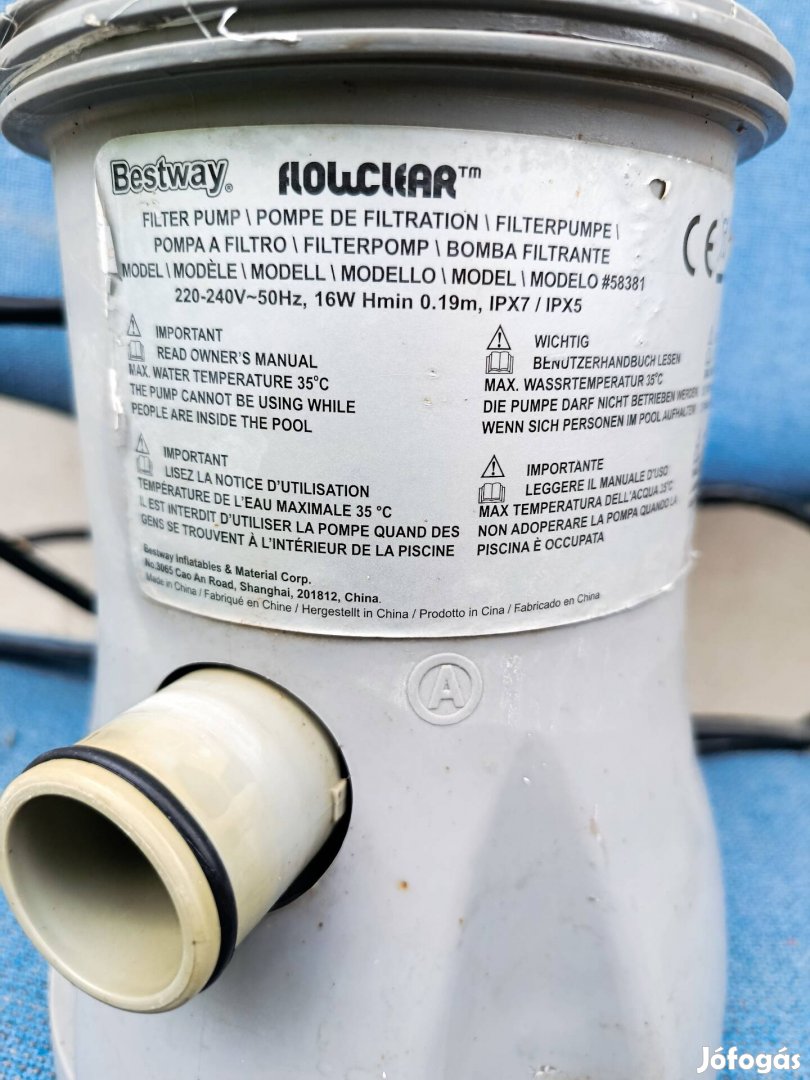 Bestway® FLOWCLEAR™
FILTER PUMP \ POMPE DE FILTRATION \ FILTERPUMPE \
POMPA A FILTRO \ FILTERPOMP \ BOMBA FILTRANTE
MODEL \ MODÈLE \ MODELL \ MODELLO \ MODEL \ MODELO #58381
220-240V~50Hz, 16W Hmin 0.19m, IPX7 / IPX5
CE
IMPORTANT
READ OWNER'S MANUAL
MAX. WATER TEMPERATURE 35°C
THE PUMP CANNOT BE USING WHILE
PEOPLE ARE INSIDE THE POOL
WICHTIG
BENUTZERHANDBUCH LESEN
MAX. WASSRTEMPERATUR 35°C
DIE PUMPE DARF NICHT BETRIEBEN WERDEN,
WENN SICH PERSONEN IM POOL AUFHALTEN
IMPORTANT
LISEZ LA NOTICE D'UTILISATION
TEMPÉRATURE DE L'EAU MAXIMALE 35 °C
IL EST INTERDIT D'UTILISER LA POMPE QUAND DES
GENS SE TROUVENT À L'INTÉRIEUR DE LA PISCINE
IMPORTANTE
LEGGERE IL MANUALE D'USO
MAX TEMPERATURA DELL'ACQUA 35°C
NON ADOPERARE LA POMPA QUANDO LA
PISCINA È OCCUPATA
Bestway Inflatables & Material Corp.
No.3065 Cao An Road, Shanghai, 201812, China
Made in China / Fabriqué en Chine / Hergestellt in China / Prodotto in Cina / Fabricado en China
A
Jófogás